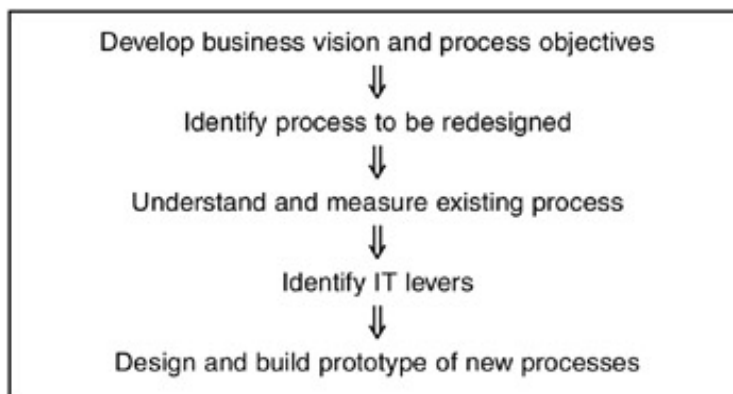 Develop business vision and process objectives
⇓
Identify process to be redesigned
⇓
Understand and measure existing process
⇓
Identify IT levers
⇓
Design and build prototype of new processes